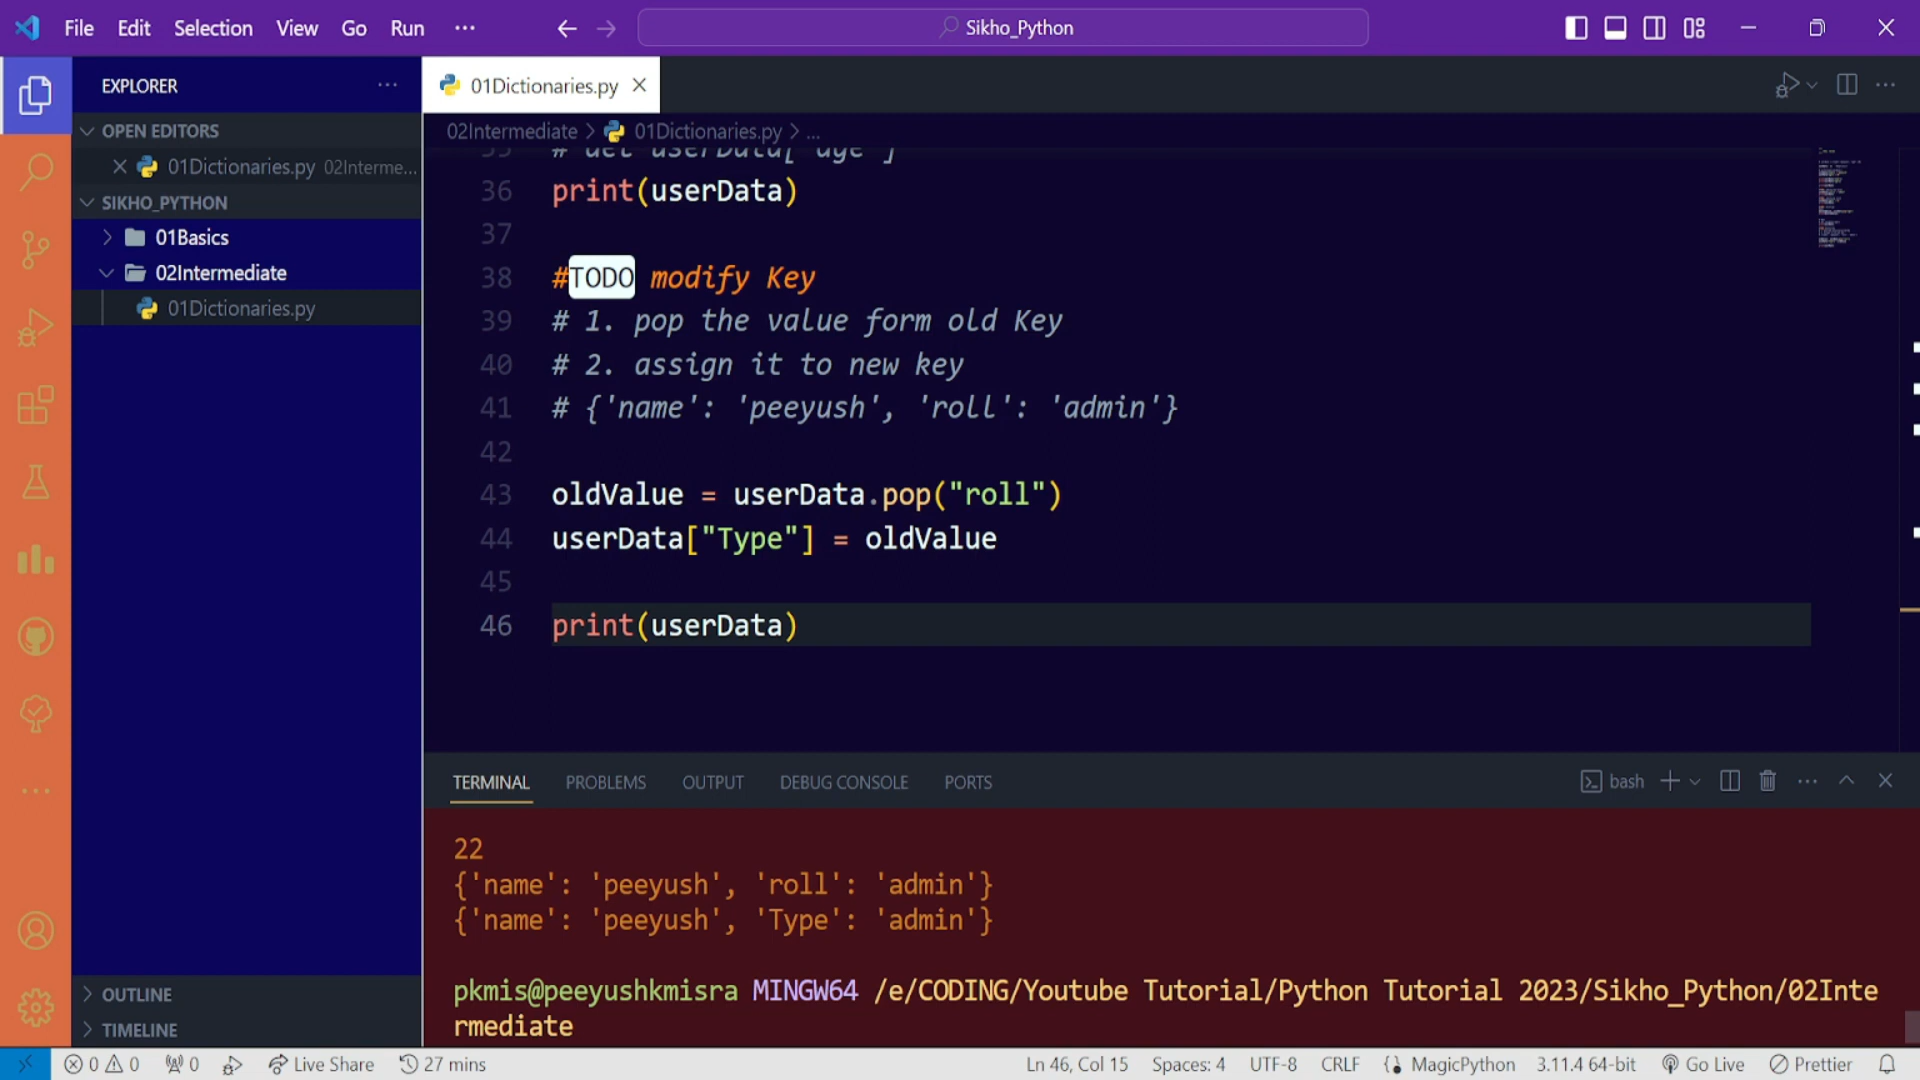 File Edit Selection View Go Run ···
Sikho_Python
EXPLORER ···
01Dictionaries.py
OPEN EDITORS
01Dictionaries.py 02Interme...
SIKHO_PYTHON
01Basics
02Intermediate
01Dictionaries.py
OUTLINE
TIMELINE
02Intermediate > 01Dictionaries.py > ...
# del userData["age"]
36 print(userData)
37
38 #TODO modify Key
39 # 1. pop the value form old Key
40 # 2. assign it to new key
41 # {'name': 'peeyush', 'roll': 'admin'}
42
43 oldValue = userData.pop("roll")
44 userData["Type"] = oldValue
45
46 print(userData)
TERMINAL PROBLEMS OUTPUT DEBUG CONSOLE PORTS
bash
22
{'name': 'peeyush', 'roll': 'admin'}
{'name': 'peeyush', 'Type': 'admin'}
pkmis@peeyushkmisra MINGW64 /e/CODING/Youtube Tutorial/Python Tutorial 2023/Sikho_Python/02Inte
rmediate
0 0 0 Live Share 27 mins Ln 46, Col 15 Spaces: 4 UTF-8 CRLF MagicPython 3.11.4 64-bit Go Live Prettier